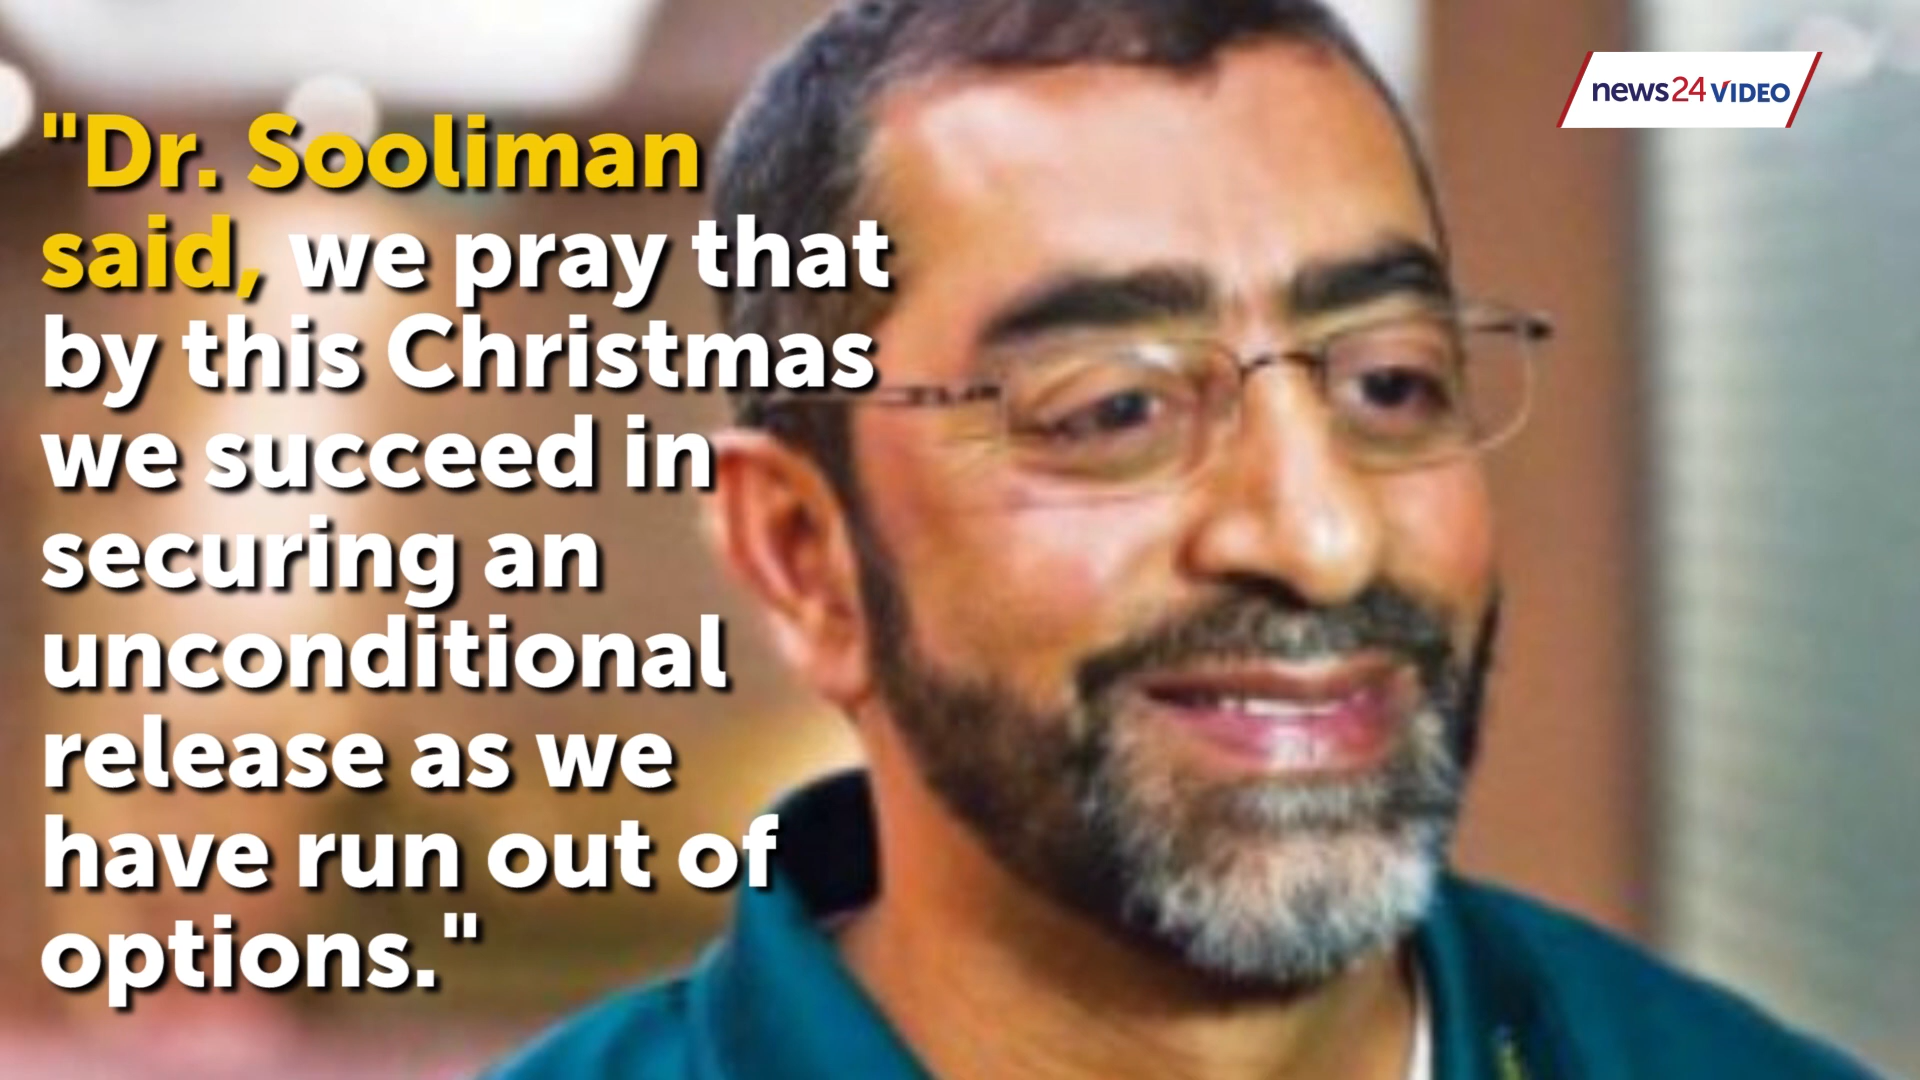 news24 VIDEO
"Dr. Sooliman
said, we pray that
by this Christmas
we succeed in
securing an
unconditional
release as we
have run out of
options."